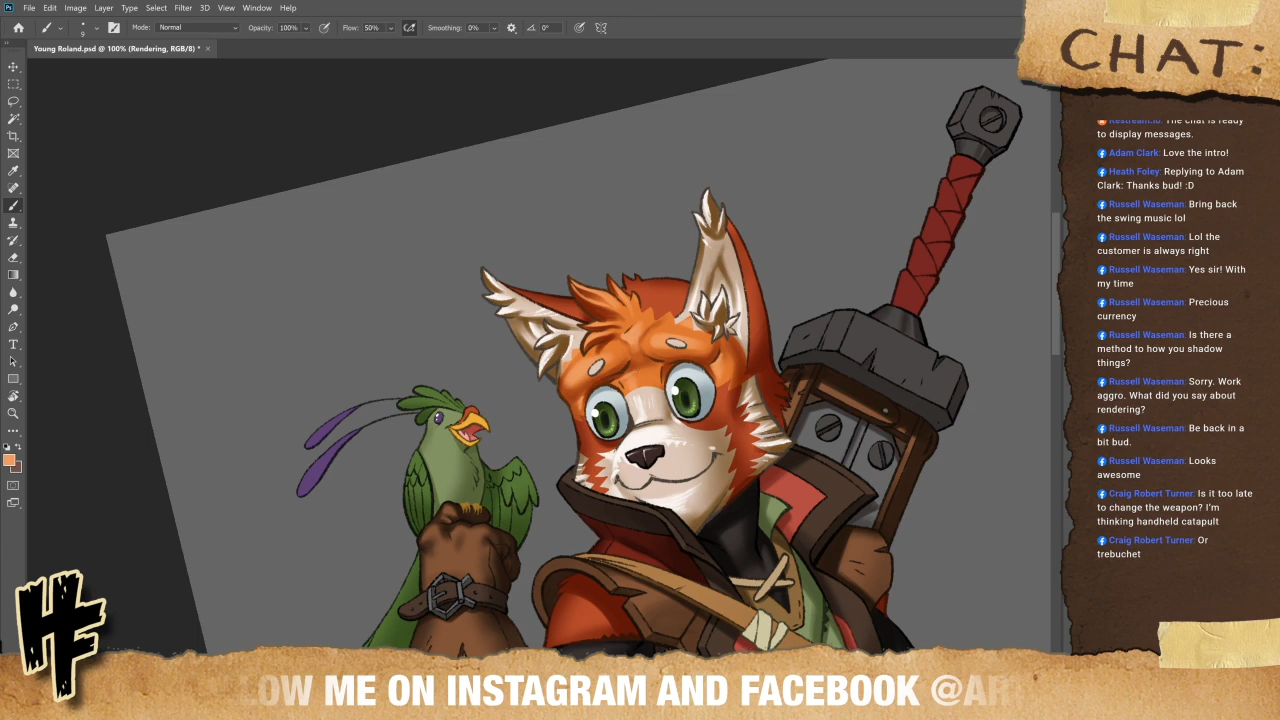 File Edit Image Layer Type Select Filter 3D View Window Help
9 Mode: Normal Opacity: 100% Flow: 50% Smoothing: 0% 0°
Young Roland.psd @ 100% (Rendering, RGB/8) *
CHAT:
Restream.io: The chat is ready
to display messages.
Adam Clark: Love the intro!
Heath Foley: Replying to Adam
Clark: Thanks bud! :D
Russell Waseman: Bring back
the swing music lol
Russell Waseman: Lol the
customer is always right
Russell Waseman: Yes sir! With
my time
Russell Waseman: Precious
currency
Russell Waseman: Is there a
method to how you shadow
things?
Russell Waseman: Sorry. Work
aggro. What did you say about
rendering?
Russell Waseman: Be back in a
bit bud.
Russell Waseman: Looks
awesome
Craig Robert Turner: Is it too late
to change the weapon? I'm
thinking handheld catapult
Craig Robert Turner: Or
trebuchet
HF
LOW ME ON INSTAGRAM AND FACEBOOK @AR